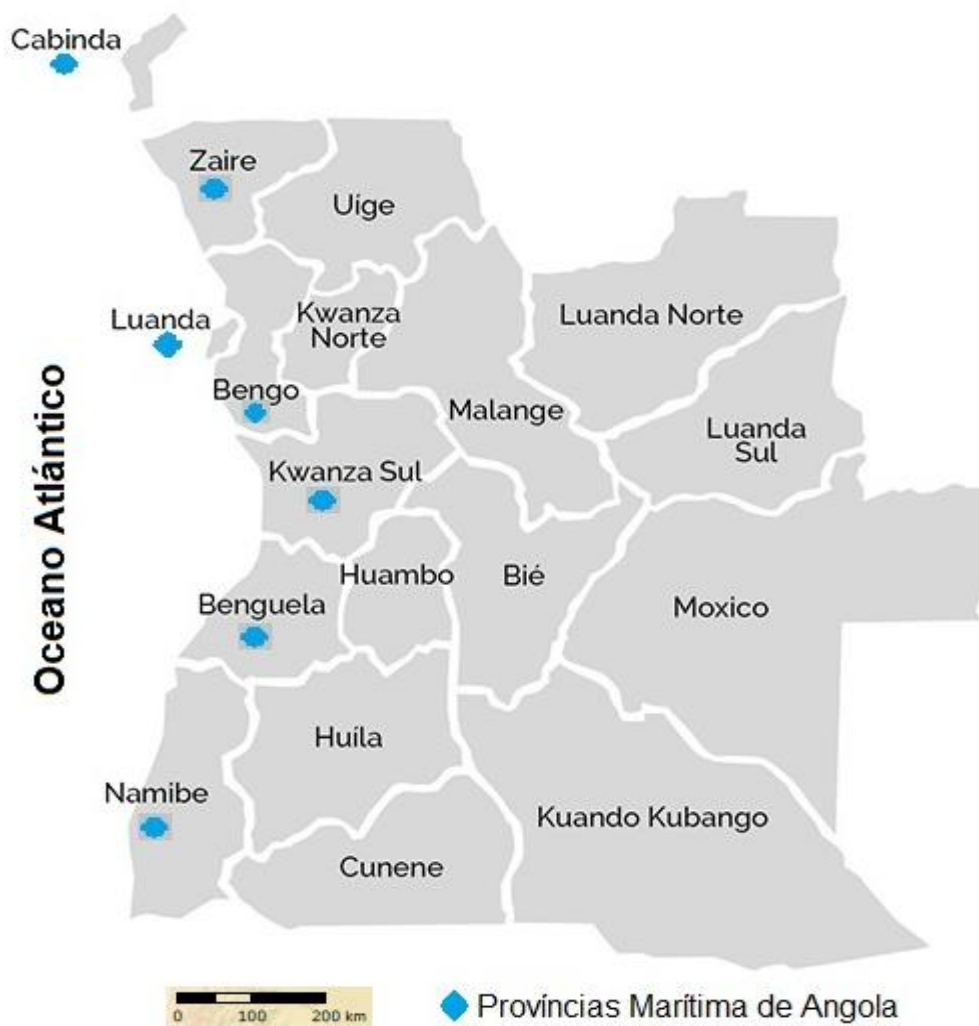 Cabinda
Zaire
Uíge
Luanda
Kwanza
Norte
Luanda Norte
Bengo
Malange
Luanda
Sul
Kwanza Sul
Huambo
Bié
Benguela
Moxico
Oceano Atlántico
Huíla
Namibe
Kuando Kubango
Cunene
0 100 200 km
Províncias Marítima de Angola